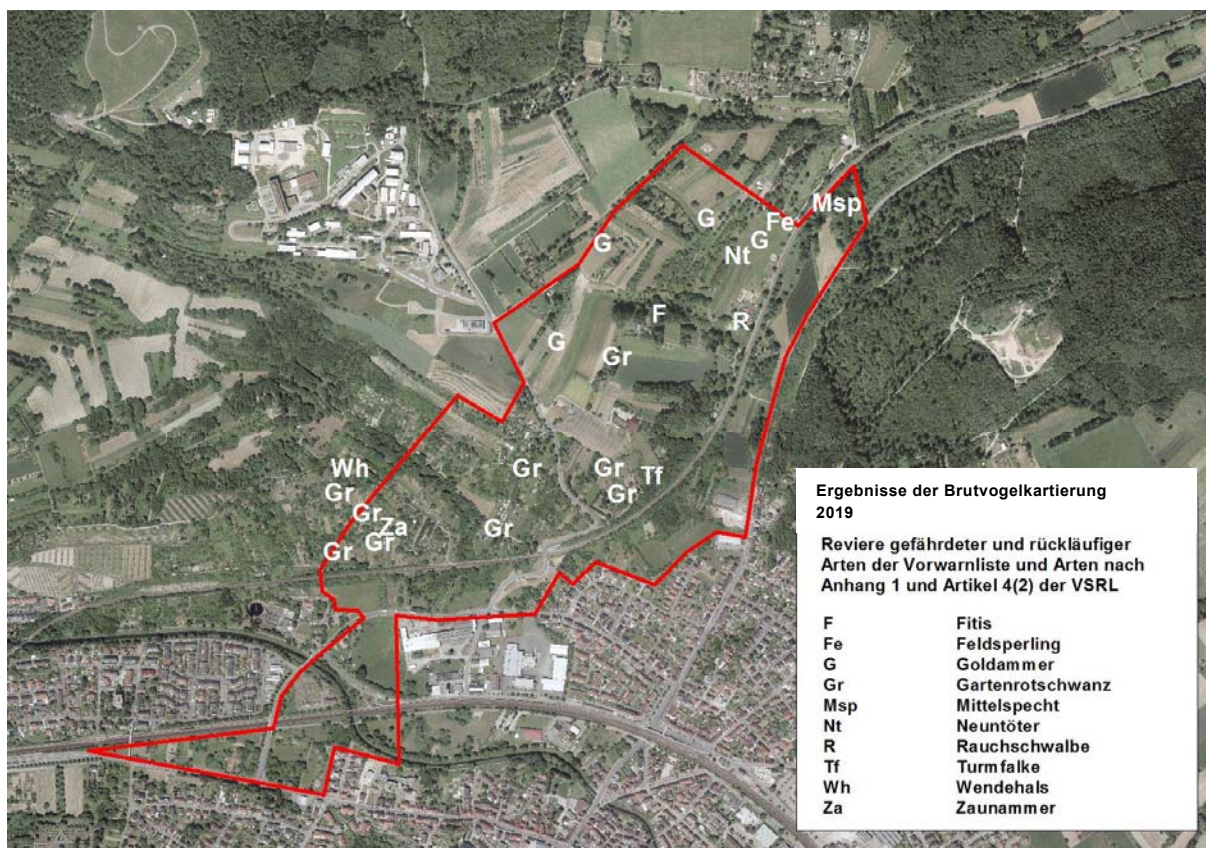 Msp
G
Fe
G
G
Nt
F
R
G
Gr
Wh
Gr
Gr
Tf
Gr
Gr
Gr
Za
Gr
Gr
Gr
Ergebnisse der Brutvogelkartierung
2019
Reviere gefährdeter und rückläufiger
Arten der Vorwarnliste und Arten nach
Anhang 1 und Artikel 4(2) der VSRL
F Fitis
Fe Feldsperling
G Goldammer
Gr Gartenrotschwanz
Msp Mittelspecht
Nt Neuntöter
R Rauchschwalbe
Tf Turmfalke
Wh Wendehals
Za Zaunammer